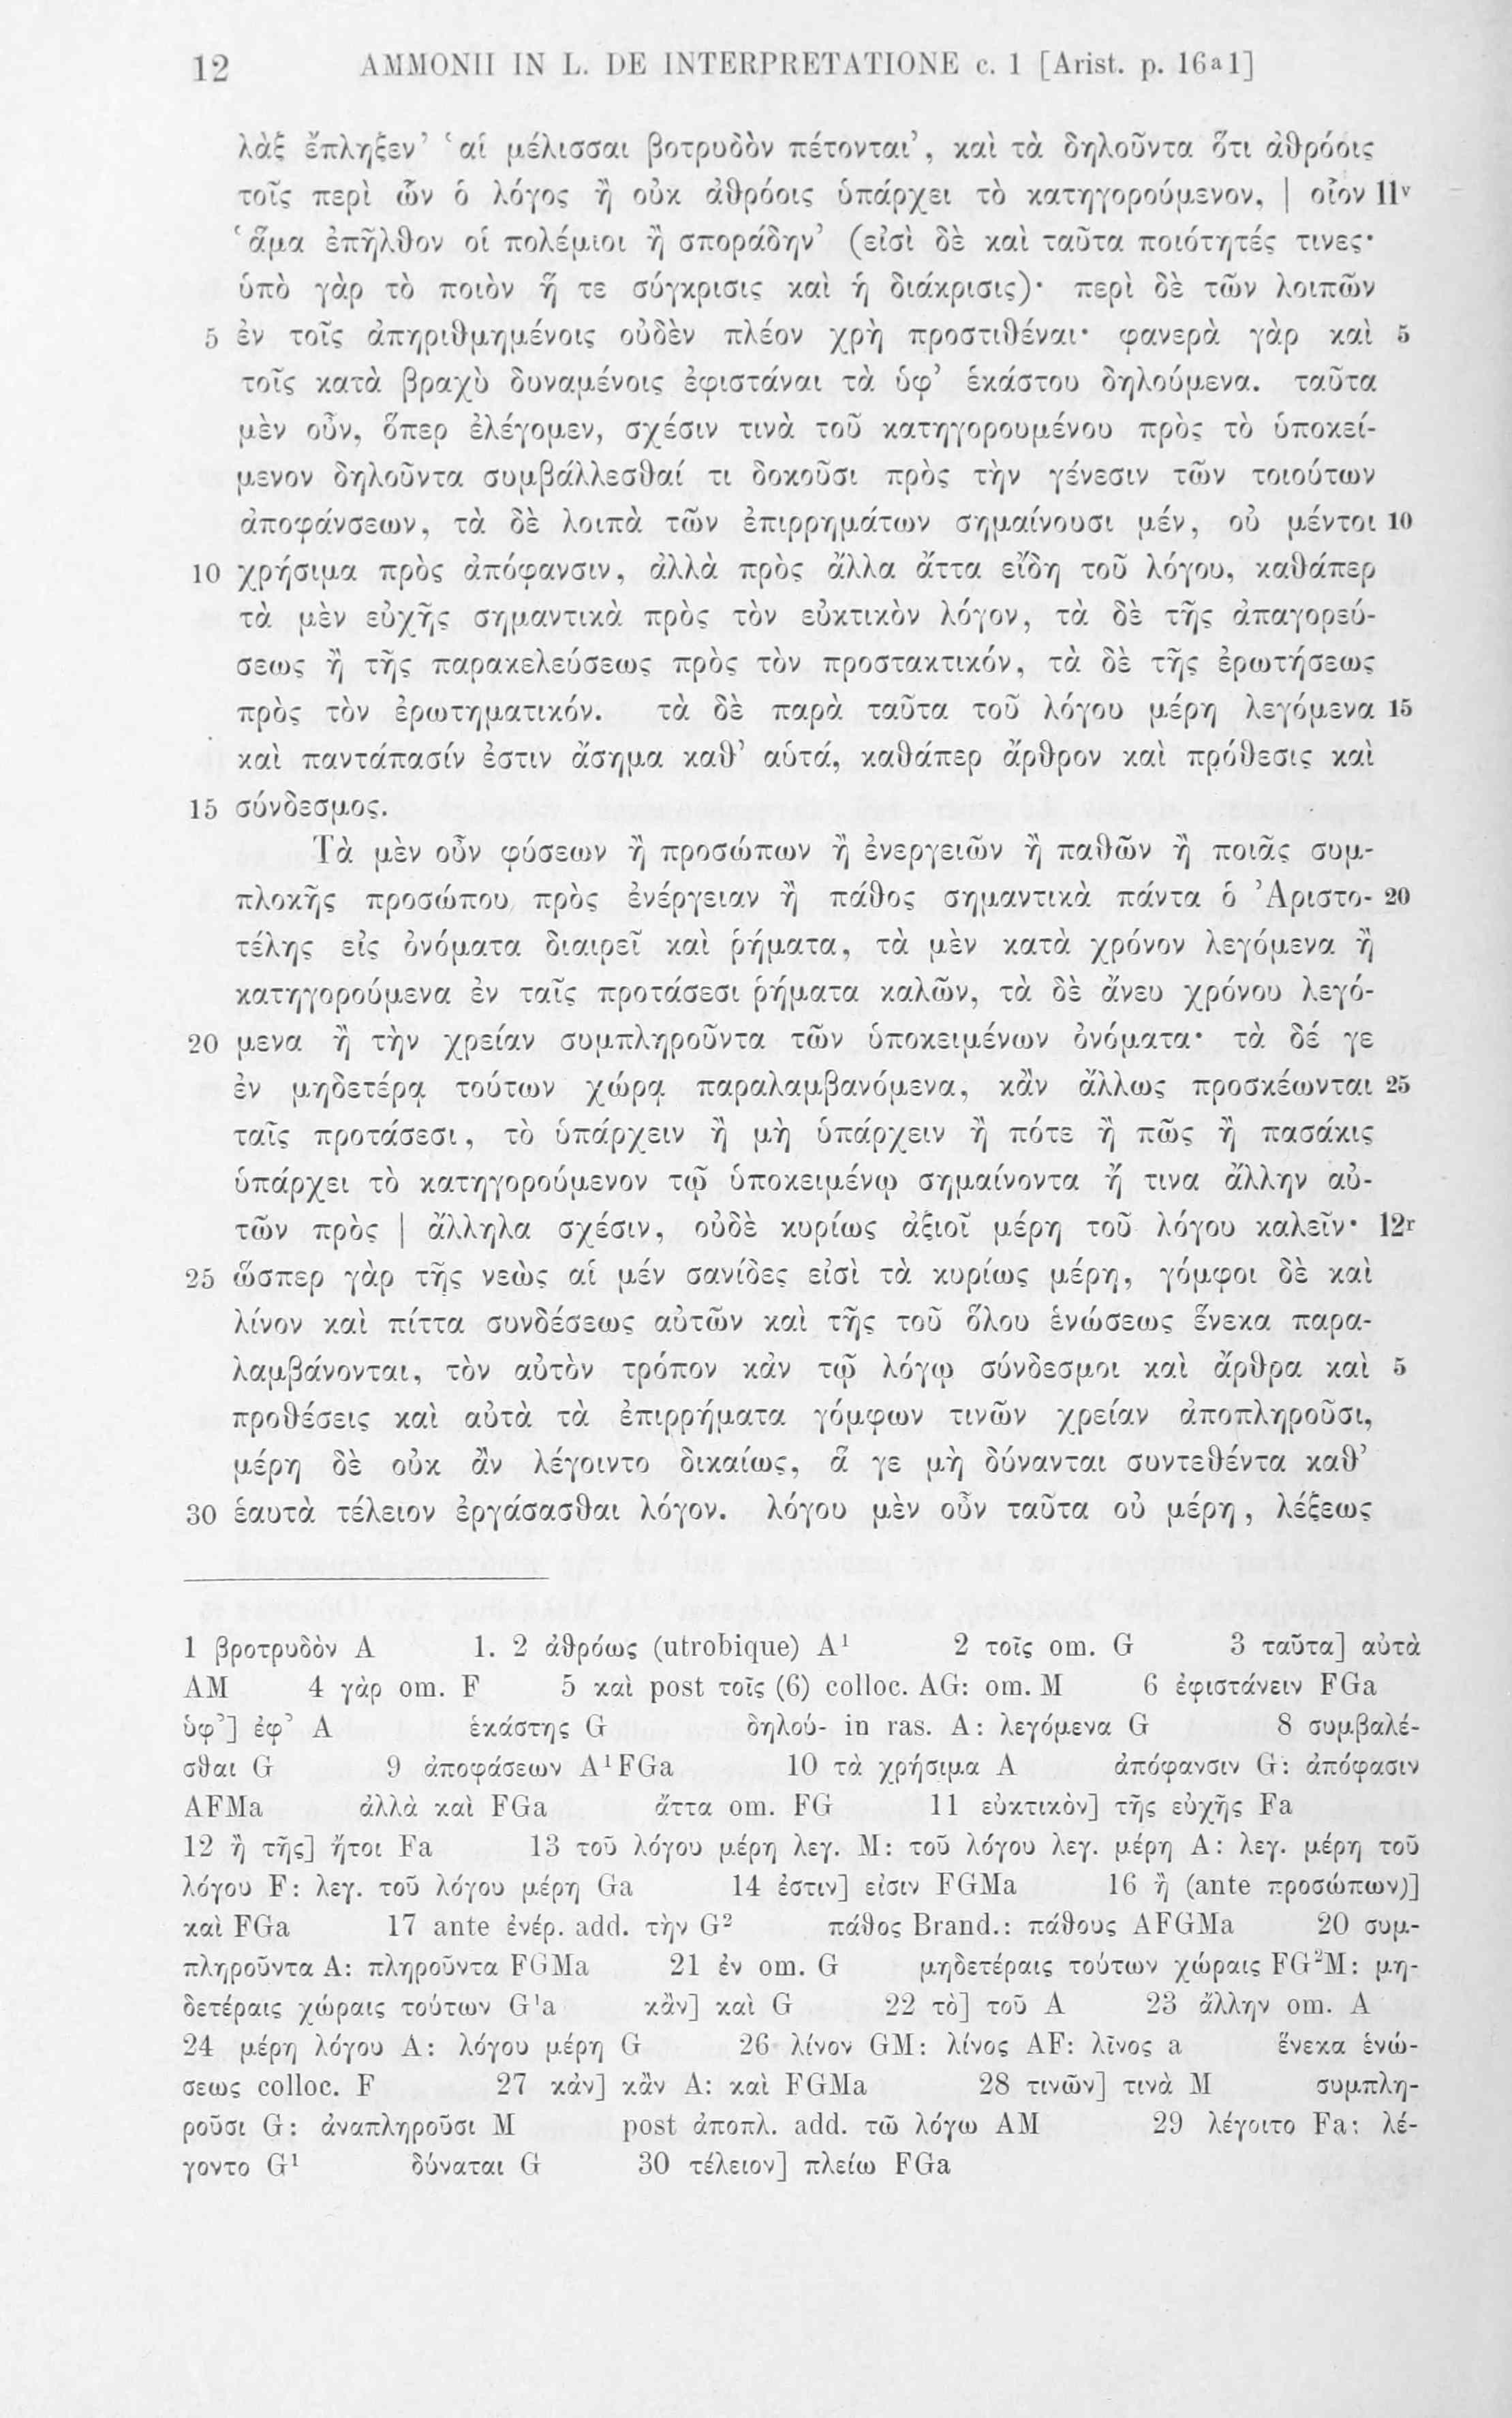 12 AMMONII IN L. DE INTERPRETATIONE c. 1 [Arist. p. 16a1]
λὰξ ἔπληξεν’ ‘αἱ μέλισσαι βοτρυδὸν πέτονται’, καὶ τὰ δηλοῦντα ὅτι ἀθρόοις
τοῖς περὶ ὧν ὁ λόγος ἢ οὐκ ἀθρόοις ὑπάρχει τὸ κατηγορούμενον, | οἷον 11v
‘ἅμα ἐπῆλθον οἱ πολέμιοι ἢ σποράδην’ (εἰσὶ δὲ καὶ ταῦτα ποιότητές τινες·
ὑπὸ γὰρ τὸ ποιὸν ἥ τε σύγκρισις καὶ ἡ διάκρισις)· περὶ δὲ τῶν λοιπῶν
5 ἐν τοῖς ἀπηριθμημένοις οὐδὲν πλέον χρὴ προστιθέναι· φανερὰ γὰρ καὶ 5
τοῖς κατὰ βραχὺ δυναμένοις ἐφιστάναι τὰ ὑφ’ ἑκάστου δηλούμενα. ταῦτα
μὲν οὖν, ὅπερ ἐλέγομεν, σχέσιν τινὰ τοῦ κατηγορουμένου πρὸς τὸ ὑποκεί-
μενον δηλοῦντα συμβάλλεσθαί τι δοκοῦσι πρὸς τὴν γένεσιν τῶν τοιούτων
ἀποφάνσεων, τὰ δὲ λοιπὰ τῶν ἐπιρρημάτων σημαίνουσι μέν, οὐ μέντοι 10
10 χρήσιμα πρὸς ἀπόφανσιν, ἀλλὰ πρὸς ἄλλα ἄττα εἴδη τοῦ λόγου, καθάπερ
τὰ μὲν εὐχῆς σημαντικὰ πρὸς τὸν εὐκτικὸν λόγον, τὰ δὲ τῆς ἀπαγορεύ-
σεως ἢ τῆς παρακελεύσεως πρὸς τὸν προστακτικόν, τὰ δὲ τῆς ἐρωτήσεως
πρὸς τὸν ἐρωτηματικόν. τὰ δὲ παρὰ ταῦτα τοῦ λόγου μέρη λεγόμενα 15
καὶ παντάπασίν ἐστιν ἄσημα καθ’ αὑτά, καθάπερ ἄρθρον καὶ πρόθεσις καὶ
15 σύνδεσμος.
Τὰ μὲν οὖν φύσεων ἢ προσώπων ἢ ἐνεργειῶν ἢ παθῶν ἢ ποιᾶς συμ-
πλοκῆς προσώπου πρὸς ἐνέργειαν ἢ πάθος σημαντικὰ πάντα ὁ Ἀριστο- 20
τέλης εἰς ὀνόματα διαιρεῖ καὶ ῥήματα, τὰ μὲν κατὰ χρόνον λεγόμενα ἢ
κατηγορούμενα ἐν ταῖς προτάσεσι ῥήματα καλῶν, τὰ δὲ ἄνευ χρόνου λεγό-
20 μενα ἢ τὴν χρείαν συμπληροῦντα τῶν ὑποκειμένων ὀνόματα· τὰ δέ γε
ἐν μηδετέρᾳ τούτων χώρᾳ παραλαμβανόμενα, κἂν ἄλλως προσκέωνται 25
ταῖς προτάσεσι, τὸ ὑπάρχειν ἢ μὴ ὑπάρχειν ἢ πότε ἢ πῶς ἢ πασάκις
ὑπάρχει τὸ κατηγορούμενον τῷ ὑποκειμένῳ σημαίνοντα ἤ τινα ἄλλην αὐ-
τῶν πρὸς | ἄλληλα σχέσιν, οὐδὲ κυρίως ἀξιοῖ μέρη τοῦ λόγου καλεῖν· 12r
25 ὥσπερ γὰρ τῆς νεὼς αἱ μέν σανίδες εἰσὶ τὰ κυρίως μέρη, γόμφοι δὲ καὶ
λίνον καὶ πίττα συνδέσεως αὐτῶν καὶ τῆς τοῦ ὅλου ἑνώσεως ἕνεκα παρα-
λαμβάνονται, τὸν αὐτὸν τρόπον κἀν τῷ λόγῳ σύνδεσμοι καὶ ἄρθρα καὶ 5
προθέσεις καὶ αὐτὰ τὰ ἐπιρρήματα γόμφων τινῶν χρείαν ἀποπληροῦσι,
μέρη δὲ οὐκ ἂν λέγοιντο δικαίως, ἅ γε μὴ δύνανται συντεθέντα καθ’
30 ἑαυτὰ τέλειον ἐργάσασθαι λόγον. λόγου μὲν οὖν ταῦτα οὐ μέρη, λέξεως
1 βροτρυδὸν A 1. 2 ἀθρόως (utrobique) A¹ 2 τοῖς om. G 3 ταῦτα] αὐτὰ
AM 4 γὰρ om. F 5 καὶ post τοῖς (6) colloc. AG: om. M 6 ἐφιστάνειν FGa
ὑφ’] ἐφ’ A ἑκάστης G δηλού- in ras. A: λεγόμενα G 8 συμβαλέ-
σθαι G 9 ἀποφάσεων A¹FGa 10 τὰ χρήσιμα A ἀπόφανσιν G: ἀπόφασιν
AFMa ἀλλὰ καὶ FGa ἄττα om. FG 11 εὐκτικὸν] τῆς εὐχῆς Fa
12 ἢ τῆς] ἤτοι Fa 13 τοῦ λόγου μέρη λεγ. M: τοῦ λόγου λεγ. μέρη A: λεγ. μέρη τοῦ
λόγου F: λεγ. τοῦ λόγου μέρη Ga 14 ἐστιν] εἰσιν FGMa 16 ἢ (ante προσώπων)]
καὶ FGa 17 ante ἐνέρ. add. τὴν G² πάθος Brand.: πάθους AFGMa 20 συμ-
πληροῦντα A: πληροῦντα FGMa 21 ἐν om. G μηδετέραις τούτων χώραις FG²M: μη-
δετέραις χώραις τούτων G¹a κἂν] καὶ G 22 τὸ] τοῦ A 23 ἄλλην om. A
24 μέρη λόγου A: λόγου μέρη G 26 λίνον GM: λίνος AF: λῖνος a ἕνεκα ἑνώ-
σεως colloc. F 27 κἀν] κἂν A: καὶ FGMa 28 τινῶν] τινὰ M συμπλη-
ροῦσι G: ἀναπληροῦσι M post ἀποπλ. add. τῶ λόγω AM 29 λέγοιτο Fa: λέ-
γοντο G¹ δύναται G 30 τέλειον] πλείω FGa